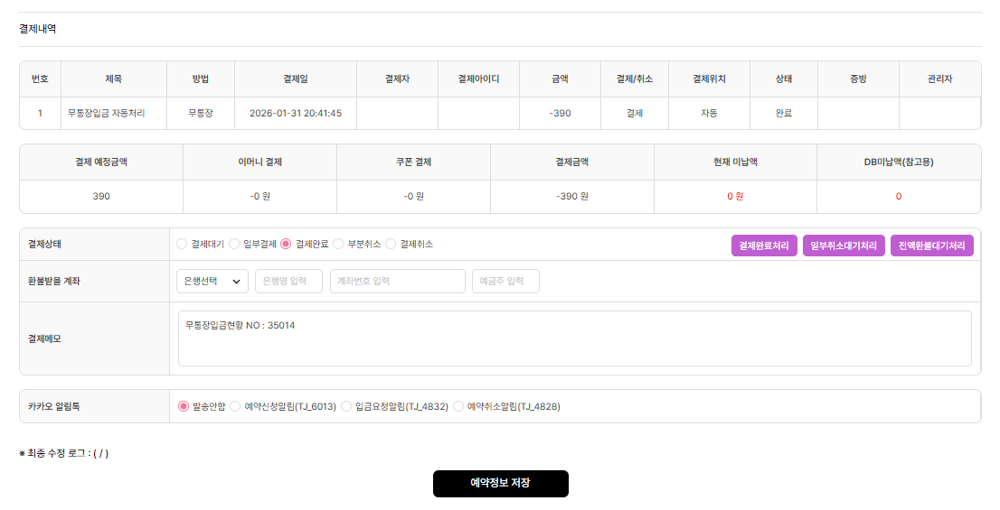 결제내역
번호 제목 방법 결제일 결제자 결제아이디 금액 결제/취소 결제위치 상태 증빙 관리자
1 무통장입금 자동처리 무통장 2026-01-31 20:41:45 -390 결제 자동 완료
결제 예정금액 이머니 결제 쿠폰 결제 결제금액 현재 미납액 DB미납액(참고용)
390 -0 원 -0 원 -390 원 0 원 0
결제상태 결제대기 일부결제 결제완료 부분취소 결제취소 결제완료처리 일부취소대기처리 전액환불대기처리
환불받을 계좌 은행선택 은행명 입력 계좌번호 입력 예금주 입력
결제메모 무통장입금현황 NO : 35014
카카오 알림톡 발송안함 예약신청알림(TJ_6013) 입금요청알림(TJ_4832) 예약취소알림(TJ_4828)
※ 최종 수정 로그 : ( / )
예약정보 저장